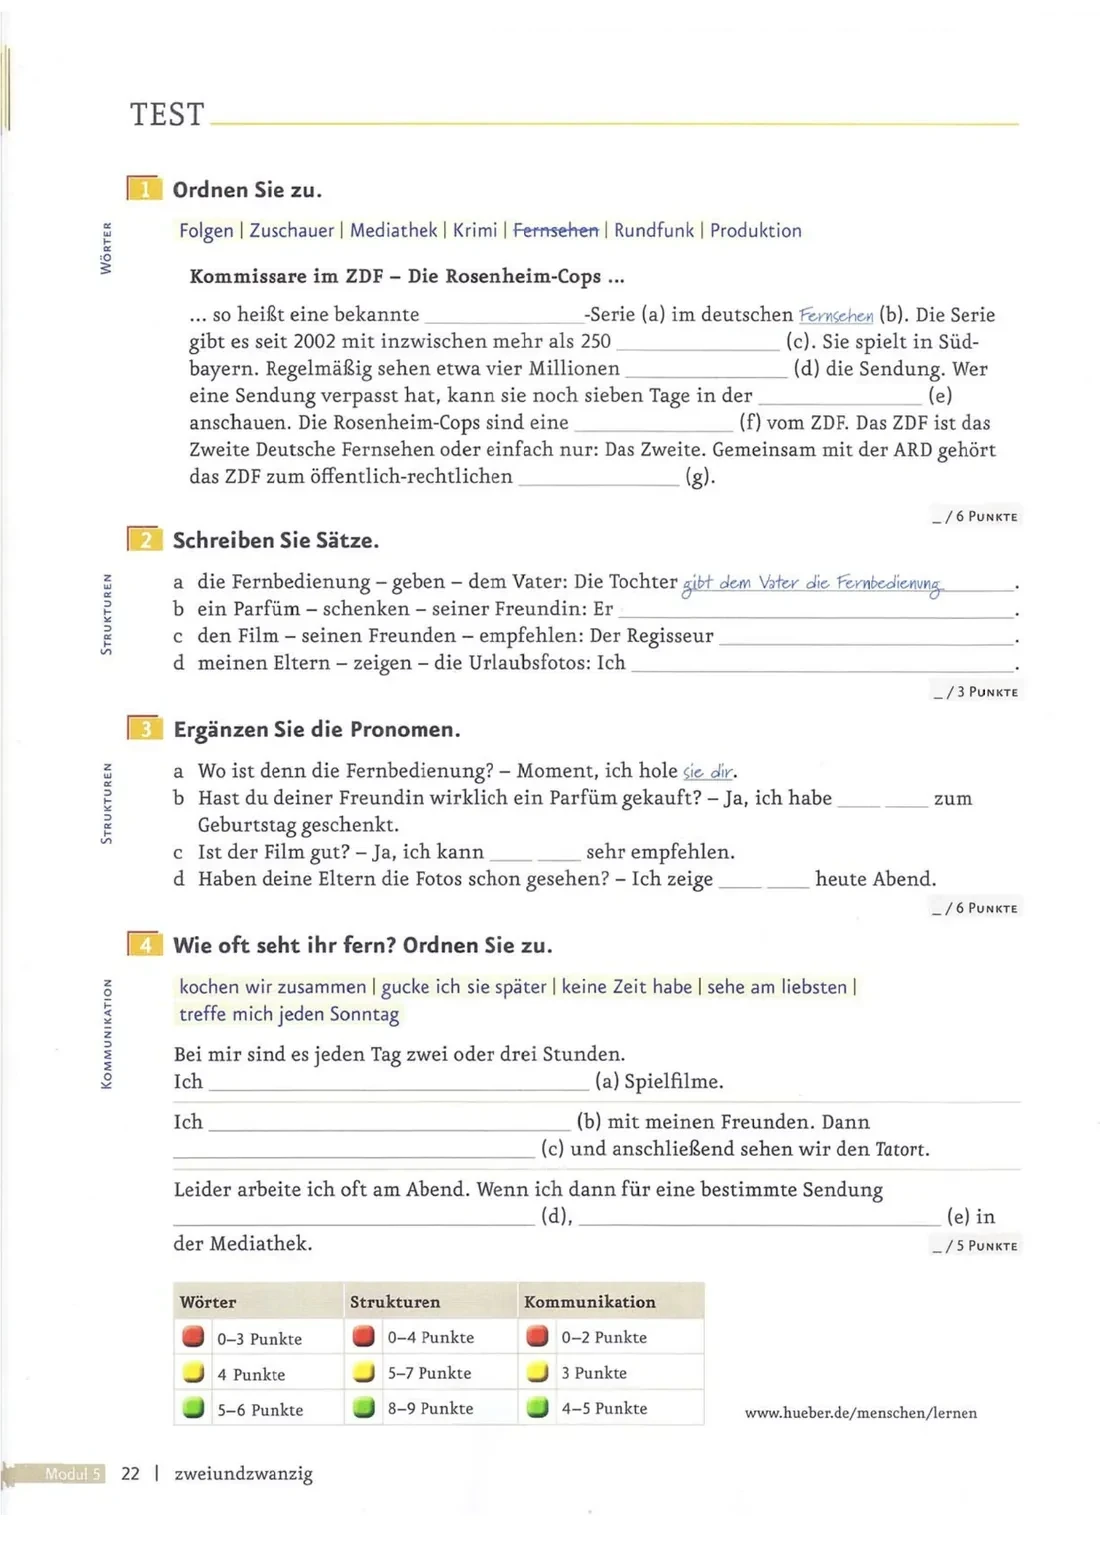 TEST
1 Ordnen Sie zu.
WÖRTER
Folgen | Zuschauer | Mediathek | Krimi | Fernsehen | Rundfunk | Produktion
Kommissare im ZDF – Die Rosenheim-Cops ...
... so heißt eine bekannte ______________-Serie (a) im deutschen Fernsehen (b). Die Serie
gibt es seit 2002 mit inzwischen mehr als 250 ______________ (c). Sie spielt in Süd-
bayern. Regelmäßig sehen etwa vier Millionen ______________ (d) die Sendung. Wer
eine Sendung verpasst hat, kann sie noch sieben Tage in der ______________ (e)
anschauen. Die Rosenheim-Cops sind eine ______________ (f) vom ZDF. Das ZDF ist das
Zweite Deutsche Fernsehen oder einfach nur: Das Zweite. Gemeinsam mit der ARD gehört
das ZDF zum öffentlich-rechtlichen ______________ (g).
_ / 6 PUNKTE
2 Schreiben Sie Sätze.
STRUKTUREN
a die Fernbedienung – geben – dem Vater: Die Tochter gibt dem Vater die Fernbedienung.
b ein Parfüm – schenken – seiner Freundin: Er ______________.
c den Film – seinen Freunden – empfehlen: Der Regisseur ______________.
d meinen Eltern – zeigen – die Urlaubsfotos: Ich ______________.
_ / 3 PUNKTE
3 Ergänzen Sie die Pronomen.
STRUKTUREN
a Wo ist denn die Fernbedienung? – Moment, ich hole sie dir.
b Hast du deiner Freundin wirklich ein Parfüm gekauft? – Ja, ich habe ____ ____ zum
Geburtstag geschenkt.
c Ist der Film gut? – Ja, ich kann ____ ____ sehr empfehlen.
d Haben deine Eltern die Fotos schon gesehen? – Ich zeige ____ ____ heute Abend.
_ / 6 PUNKTE
4 Wie oft seht ihr fern? Ordnen Sie zu.
KOMMUNIKATION
kochen wir zusammen | gucke ich sie später | keine Zeit habe | sehe am liebsten |
treffe mich jeden Sonntag
Bei mir sind es jeden Tag zwei oder drei Stunden.
Ich ______________ (a) Spielfilme.
Ich ______________ (b) mit meinen Freunden. Dann
______________ (c) und anschließend sehen wir den Tatort.
Leider arbeite ich oft am Abend. Wenn ich dann für eine bestimmte Sendung
______________ (d), ______________ (e) in
der Mediathek.
_ / 5 PUNKTE
Wörter Strukturen Kommunikation
0–3 Punkte 0–4 Punkte 0–2 Punkte
4 Punkte 5–7 Punkte 3 Punkte
5–6 Punkte 8–9 Punkte 4–5 Punkte
www.hueber.de/menschen/lernen
Modul 5 22 | zweiundzwanzig